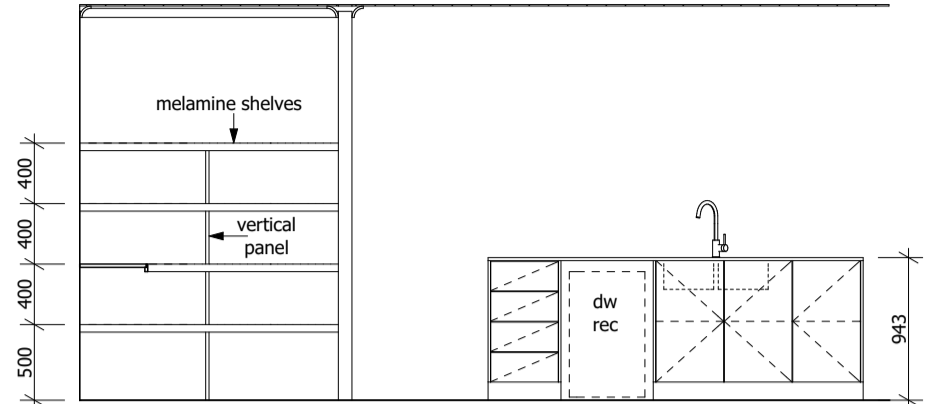 melamine shelves
400
400
vertical
panel
400
500
dw
rec
943